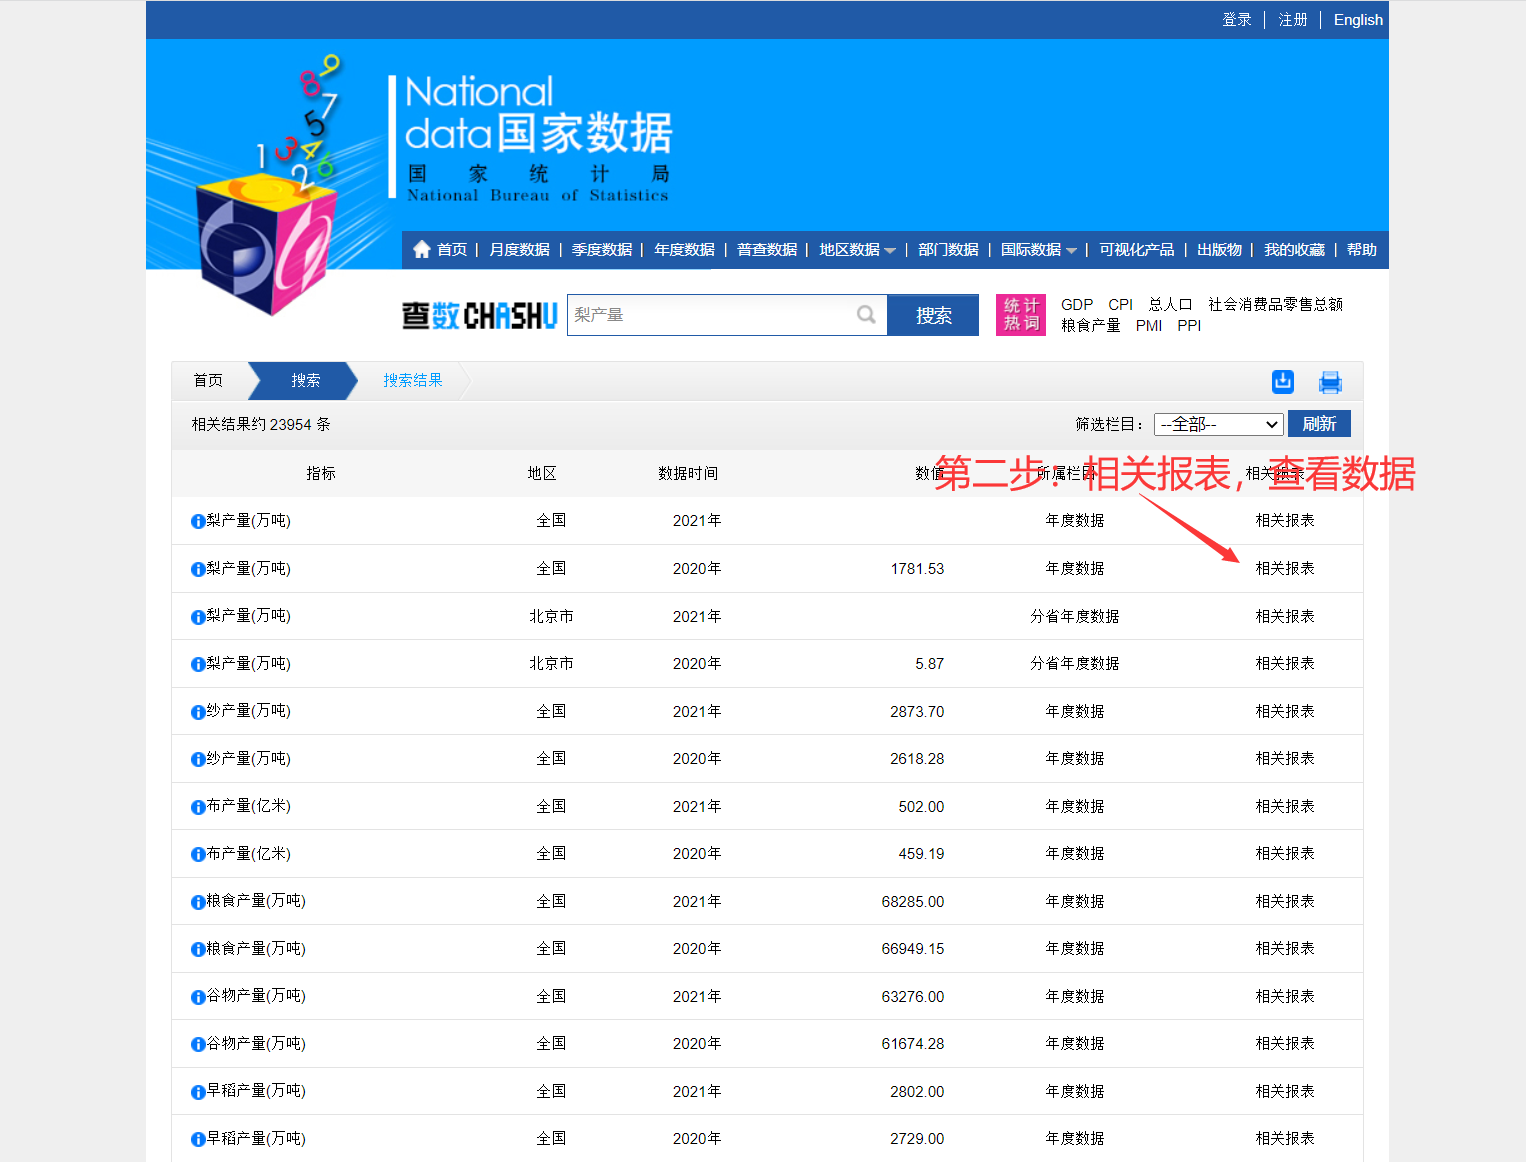 登录 | 注册 | English
9
8
7
5
1 3 4
2 6
National
data国家数据
国家统计局
National Bureau of Statistics
首页 | 月度数据 | 季度数据 | 年度数据 | 普查数据 | 地区数据 | 部门数据 | 国际数据 | 可视化产品 | 出版物 | 我的收藏 | 帮助
查数CHASHU 梨产量 搜索
统计
热词
GDP CPI 总人口 社会消费品零售总额
粮食产量 PMI PPI
首页 搜索 搜索结果
相关结果约 23954 条 筛选栏目： --全部-- 刷新
指标 地区 数据时间 数值 所属栏目 相关报表
第二步：相关报表，查看数据
梨产量(万吨) 全国 2021年 年度数据 相关报表
梨产量(万吨) 全国 2020年 1781.53 年度数据 相关报表
梨产量(万吨) 北京市 2021年 分省年度数据 相关报表
梨产量(万吨) 北京市 2020年 5.87 分省年度数据 相关报表
纱产量(万吨) 全国 2021年 2873.70 年度数据 相关报表
纱产量(万吨) 全国 2020年 2618.28 年度数据 相关报表
布产量(亿米) 全国 2021年 502.00 年度数据 相关报表
布产量(亿米) 全国 2020年 459.19 年度数据 相关报表
粮食产量(万吨) 全国 2021年 68285.00 年度数据 相关报表
粮食产量(万吨) 全国 2020年 66949.15 年度数据 相关报表
谷物产量(万吨) 全国 2021年 63276.00 年度数据 相关报表
谷物产量(万吨) 全国 2020年 61674.28 年度数据 相关报表
早稻产量(万吨) 全国 2021年 2802.00 年度数据 相关报表
早稻产量(万吨) 全国 2020年 2729.00 年度数据 相关报表